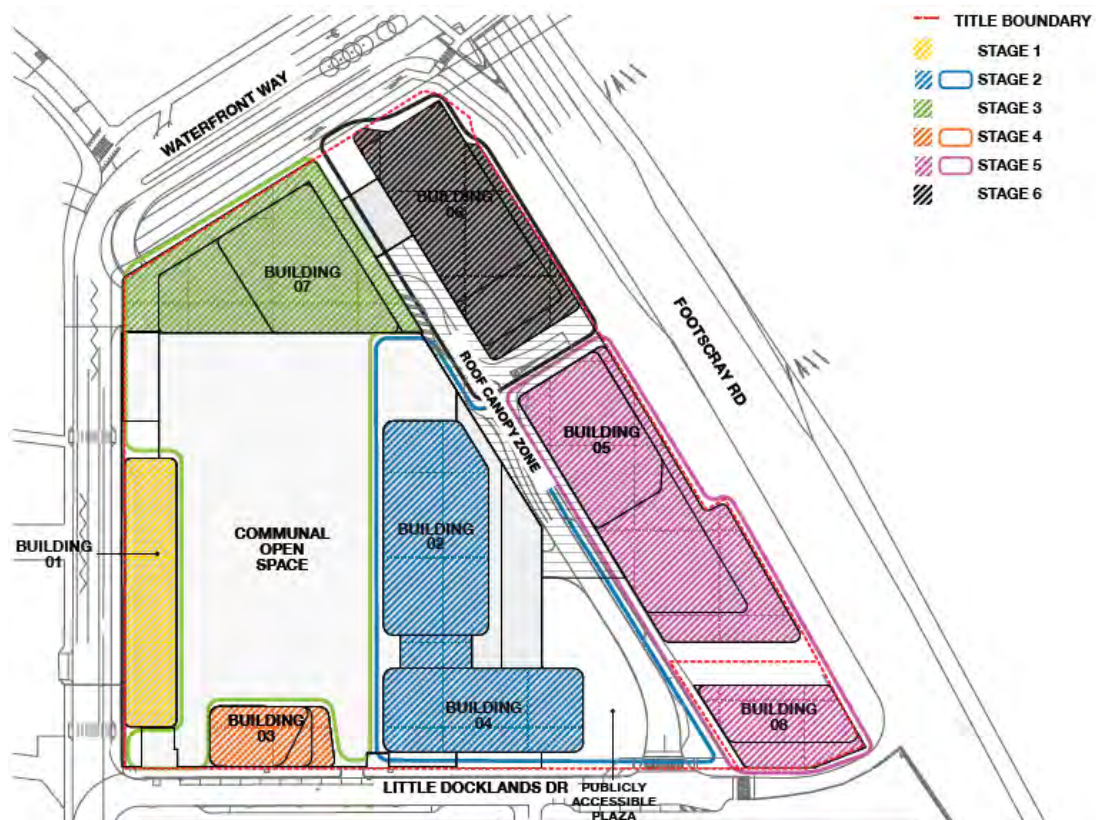 TITLE BOUNDARY
STAGE 1
STAGE 2
STAGE 3
STAGE 4
STAGE 5
STAGE 6
WATERFRONT WAY
BUILDING
06
BUILDING
07
FOOTSCRAY RD
ROOF CANOPY ZONE
BUILDING
05
BUILDING
01
COMMUNAL
OPEN
SPACE
BUILDING
02
BUILDING
03
BUILDING
04
BUILDING
08
LITTLE DOCKLANDS DR
PUBLICLY
ACCESSIBLE
PLAZA